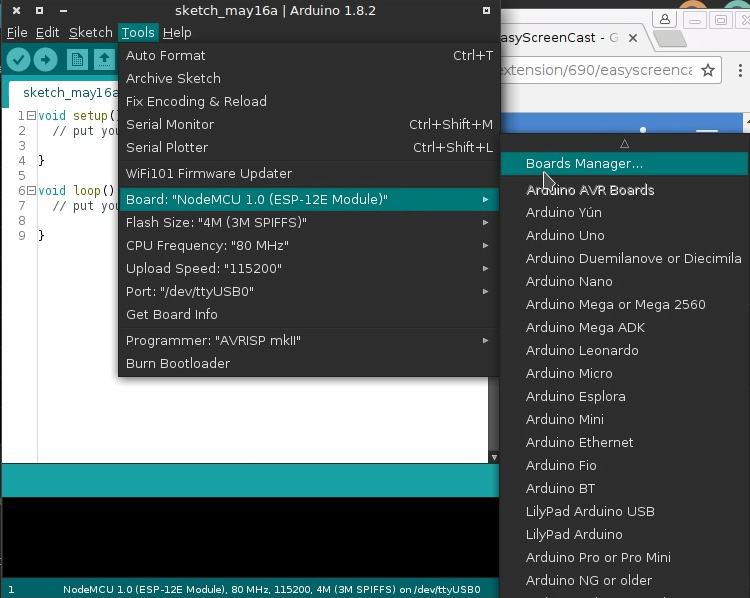 sketch_may16a | Arduino 1.8.2
File Edit Sketch Tools Help
sketch_may16a
1 void setup()
2 // put you
3
4 }
5
6 void loop()
7 // put you
8
9 }
Auto Format Ctrl+T
Archive Sketch
Fix Encoding & Reload
Serial Monitor Ctrl+Shift+M
Serial Plotter Ctrl+Shift+L
WiFi101 Firmware Updater
Board: "NodeMCU 1.0 (ESP-12E Module)"
Flash Size: "4M (3M SPIFFS)"
CPU Frequency: "80 MHz"
Upload Speed: "115200"
Port: "/dev/ttyUSB0"
Get Board Info
Programmer: "AVRISP mkII"
Burn Bootloader
asyScreenCast - G
xtension/690/easyscreenca
Boards Manager...
Arduino AVR Boards
Arduino Yún
Arduino Uno
Arduino Duemilanove or Diecimila
Arduino Nano
Arduino Mega or Mega 2560
Arduino Mega ADK
Arduino Leonardo
Arduino Micro
Arduino Esplora
Arduino Mini
Arduino Ethernet
Arduino Fio
Arduino BT
LilyPad Arduino USB
LilyPad Arduino
Arduino Pro or Pro Mini
Arduino NG or older
1 NodeMCU 1.0 (ESP-12E Module), 80 MHz, 115200, 4M (3M SPIFFS) on /dev/ttyUSB0